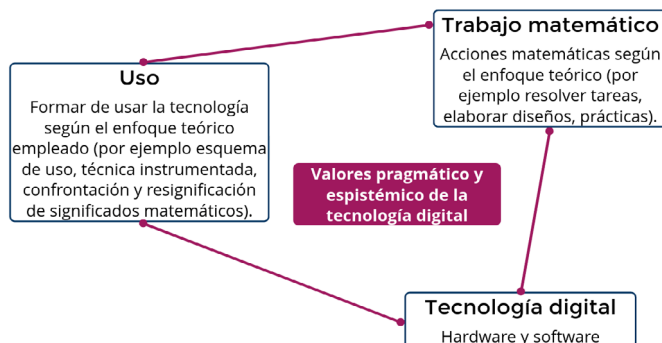 Trabajo matemático
Acciones matemáticas según
el enfoque teórico (por
ejemplo resolver tareas,
elaborar diseños, prácticas).
Uso
Formar de usar la tecnología
según el enfoque teórico
empleado (por ejemplo esquema
de uso, técnica instrumentada,
confrontación y resignificación
de significados matemáticos).
Valores pragmático y
espistémico de la
tecnología digital
Tecnología digital
Hardware y software